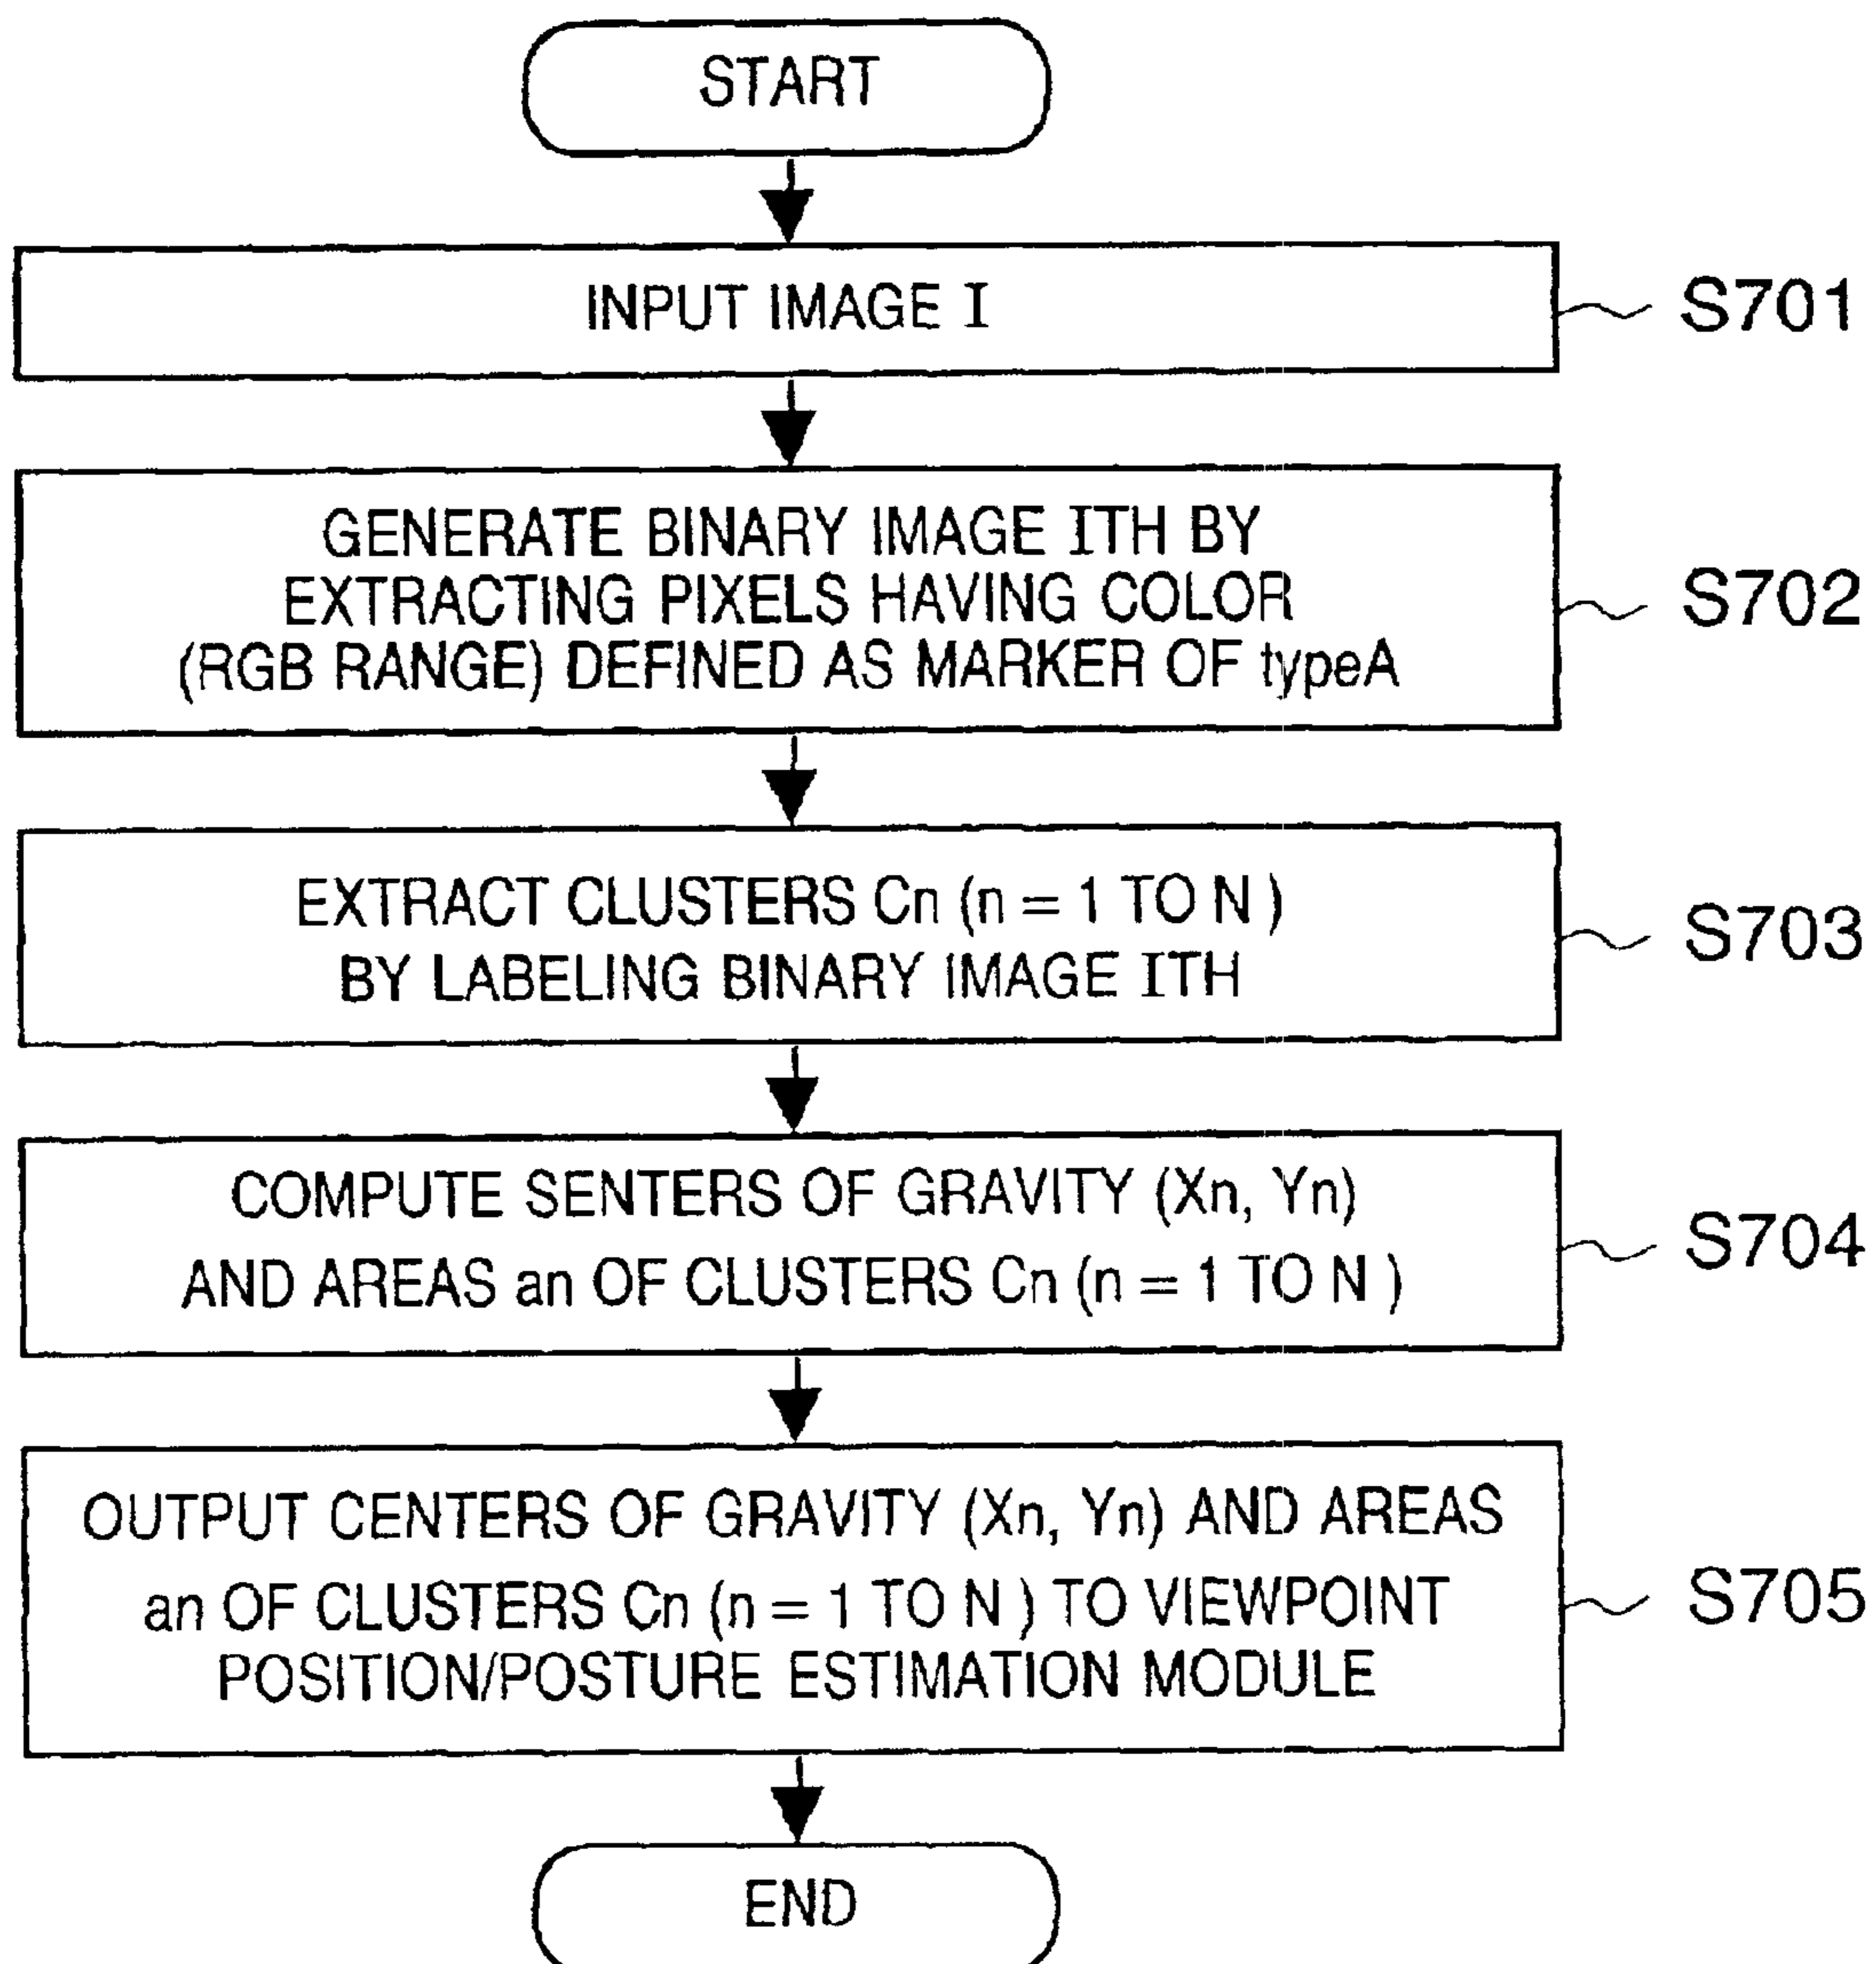 START
INPUT IMAGE I
S701
GENERATE BINARY IMAGE ITH BY
EXTRACTING PIXELS HAVING COLOR
(RGB RANGE) DEFINED AS MARKER OF typeA
S702
EXTRACT CLUSTERS Cn (n = 1 TO N )
BY LABELING BINARY IMAGE ITH
S703
COMPUTE SENTERS OF GRAVITY (Xn, Yn)
AND AREAS an OF CLUSTERS Cn (n = 1 TO N )
S704
OUTPUT CENTERS OF GRAVITY (Xn, Yn) AND AREAS
an OF CLUSTERS Cn (n = 1 TO N ) TO VIEWPOINT
POSITION/POSTURE ESTIMATION MODULE
S705
END